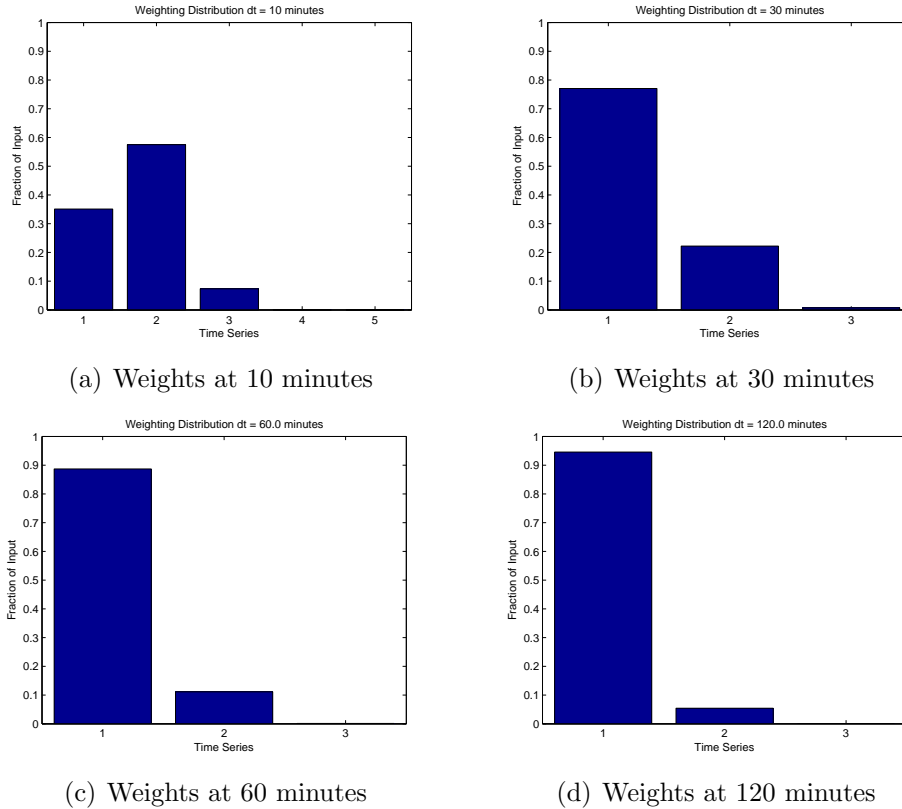 Weighting Distribution dt = 10 minutes
1
0.9
0.8
0.7
0.6
0.5
0.4
0.3
0.2
0.1
0
Fraction of Input
1 2 3 4 5
Time Series
(a) Weights at 10 minutes
Weighting Distribution dt = 30 minutes
1
0.9
0.8
0.7
0.6
0.5
0.4
0.3
0.2
0.1
0
Fraction of Input
1 2 3
Time Series
(b) Weights at 30 minutes
Weighting Distribution dt = 60.0 minutes
1
0.9
0.8
0.7
0.6
0.5
0.4
0.3
0.2
0.1
0
Fraction of Input
1 2 3
Time Series
(c) Weights at 60 minutes
Weighting Distribution dt = 120.0 minutes
1
0.9
0.8
0.7
0.6
0.5
0.4
0.3
0.2
0.1
0
Fraction of Input
1 2 3
Time Series
(d) Weights at 120 minutes